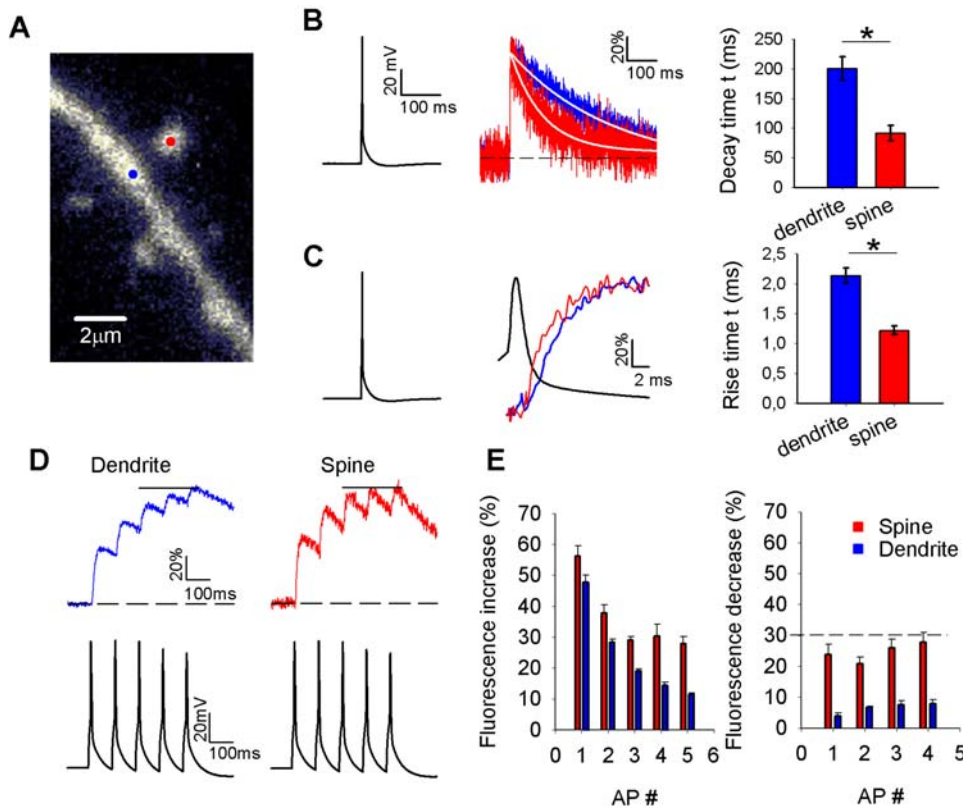 A
2μm
B
20 mV
100 ms
20%
100 ms
Decay time t (ms)
250
200
150
100
50
0
dendrite
spine
*
C
20%
2 ms
Rise time t (ms)
2,5
2,0
1,5
1,0
0,5
0,0
dendrite
spine
*
D
Dendrite
Spine
20%
100ms
20mV
100ms
E
Fluorescence increase (%)
70
60
50
40
30
20
10
0
0 1 2 3 4 5 6
AP #
Fluorescence decrease (%)
70
60
50
40
30
20
10
0
0 1 2 3 4 5
AP #
Spine
Dendrite